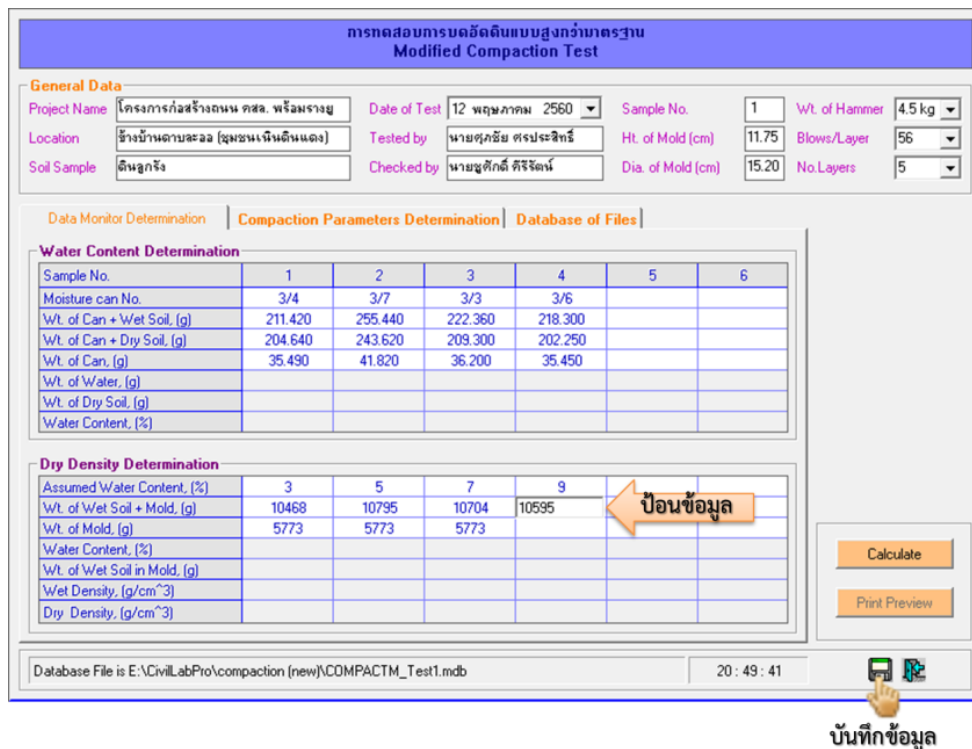 การทดสอบการบดอัดดินแบบสูงกว่ามาตรฐาน
Modified Compaction Test
General Data
Project Name โครงการก่อสร้างถนน คสล. พร้อมรางยู Date of Test 12 พฤษภาคม 2560 Sample No. 1 Wt. of Hammer 4.5 kg
Location ข้างบ้านดาบละออ (ชุมชนเนินดินแดง) Tested by นายศุภชัย ศรประสิทธิ์ Ht. of Mold (cm) 11.75 Blows/Layer 56
Soil Sample ดินลูกรัง Checked by นายชูศักดิ์ คีรีรัตน์ Dia. of Mold (cm) 15.20 No.Layers 5
Data Monitor Determination Compaction Parameters Determination Database of Files
Water Content Determination
Sample No. 1 2 3 4 5 6
Moisture can No. 3/4 3/7 3/3 3/6
Wt. of Can + Wet Soil, (g) 211.420 255.440 222.360 218.300
Wt. of Can + Dry Soil, (g) 204.640 243.620 209.300 202.250
Wt. of Can, (g) 35.490 41.820 36.200 35.450
Wt. of Water, (g)
Wt. of Dry Soil, (g)
Water Content, (%)
Dry Density Determination
Assumed Water Content, (%) 3 5 7 9
Wt. of Wet Soil + Mold, (g) 10468 10795 10704 10595 ป้อนข้อมูล
Wt. of Mold, (g) 5773 5773 5773
Water Content, (%)
Wt. of Wet Soil in Mold, (g)
Wet Density, (g/cm^3)
Dry Density, (g/cm^3)
Calculate
Print Preview
Database File is E:\CivilLabPro\compaction (new)\COMPACTM_Test1.mdb 20 : 49 : 41
บันทึกข้อมูล